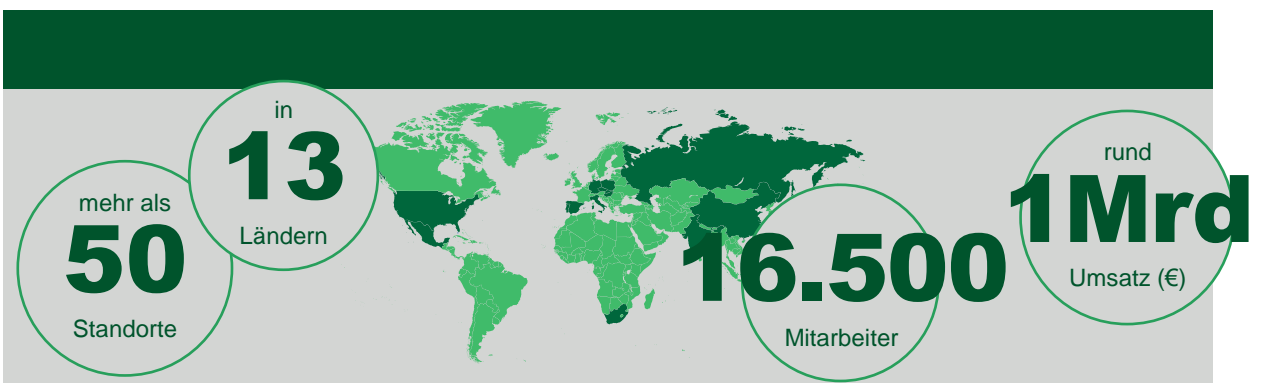 mehr als
50
Standorte
in
13
Ländern
16.500
Mitarbeiter
rund
1Mrd
Umsatz (€)